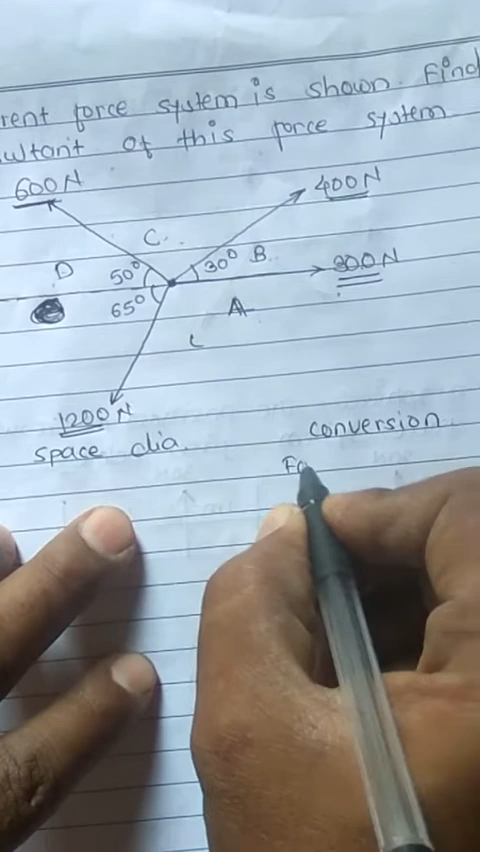 rent force system is shown. Find
of this force system
600N
400N
C
D
50°
30° B
300N
65°
A
1200N
space dia.
conversion